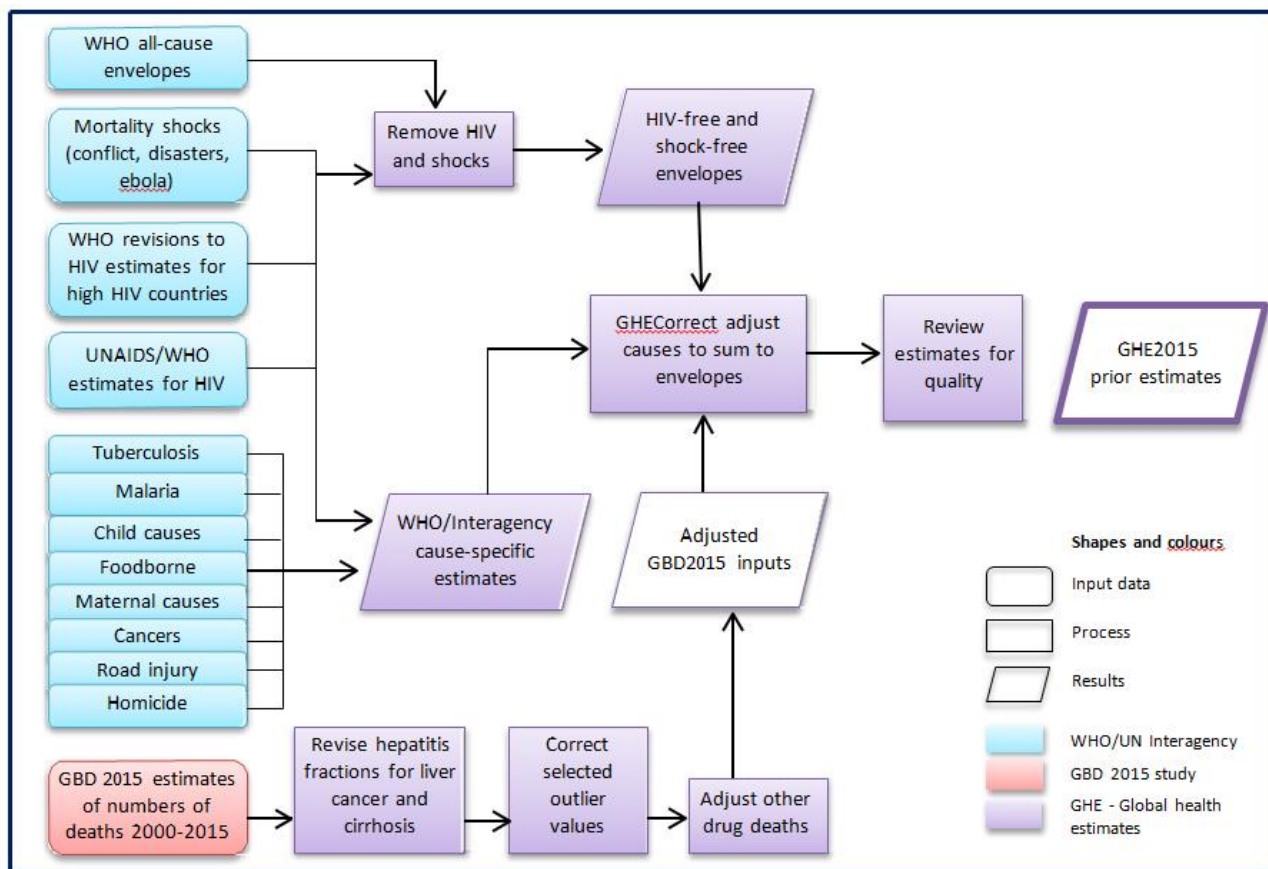 WHO all-cause
envelopes
Mortality shocks
(conflict, disasters,
ebola)
WHO revisions to
HIV estimates for
high HIV countries
UNAIDS/WHO
estimates for HIV
Tuberculosis
Malaria
Child causes
Foodborne
Maternal causes
Cancers
Road injury
Homicide
GBD 2015 estimates
of numbers of
deaths 2000-2015
Remove HIV
and shocks
HIV-free and
shock-free
envelopes
GHECorrect adjust
causes to sum to
envelopes
Review
estimates for
quality
GHE2015
prior estimates
WHO/Interagency
cause-specific
estimates
Adjusted
GBD2015 inputs
Revise hepatitis
fractions for liver
cancer and
cirrhosis
Correct
selected
outlier
values
Adjust other
drug deaths
Shapes and colours
Input data
Process
Results
WHO/UN Interagency
GBD 2015 study
GHE - Global health
estimates